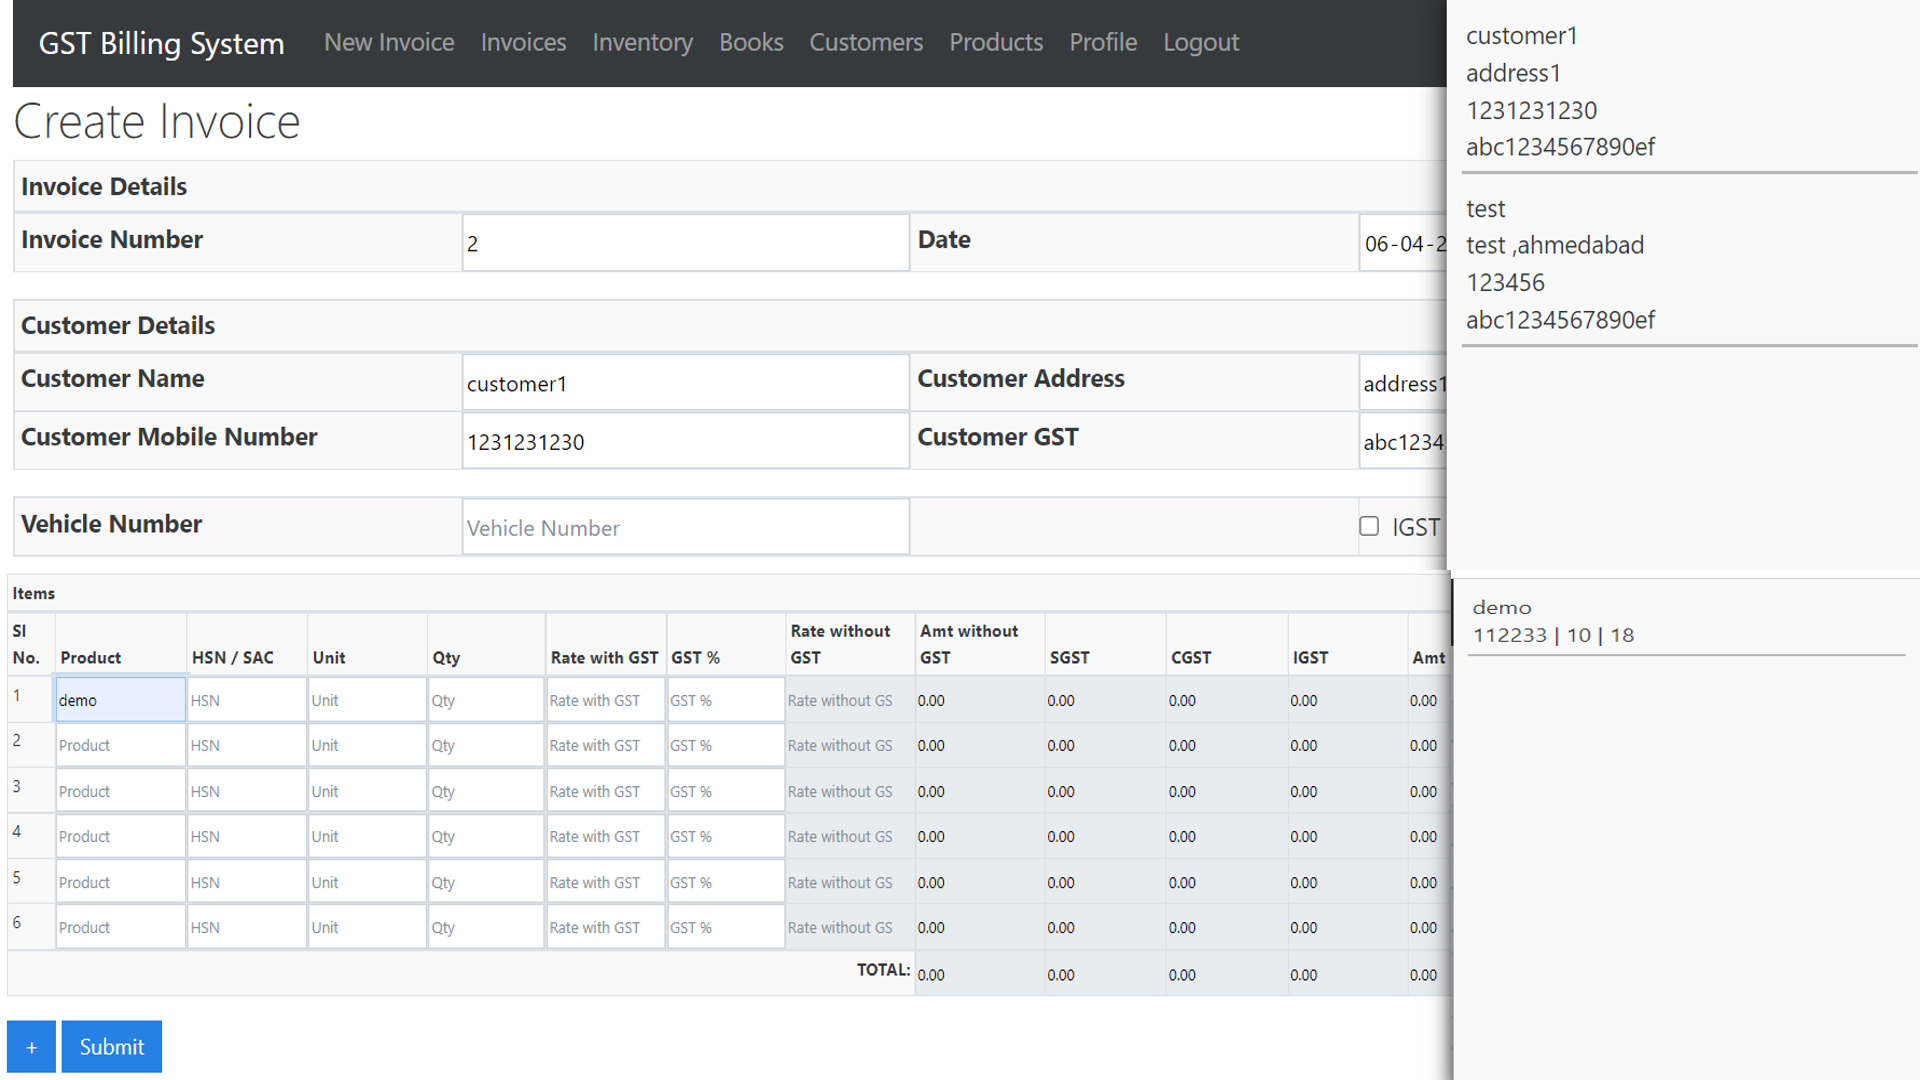 GST Billing System New Invoice Invoices Inventory Books Customers Products Profile Logout
Create Invoice
Invoice Details
Invoice Number 2 Date 06-04-2
Customer Details
Customer Name customer1 Customer Address address1
Customer Mobile Number 1231231230 Customer GST abc1234
Vehicle Number Vehicle Number IGST
Items
Sl No. Product HSN / SAC Unit Qty Rate with GST GST % Rate without GST Amt without GST SGST CGST IGST Amt
1 demo HSN Unit Qty Rate with GST GST % Rate without GS 0.00 0.00 0.00 0.00 0.00
2 Product HSN Unit Qty Rate with GST GST % Rate without GS 0.00 0.00 0.00 0.00 0.00
3 Product HSN Unit Qty Rate with GST GST % Rate without GS 0.00 0.00 0.00 0.00 0.00
4 Product HSN Unit Qty Rate with GST GST % Rate without GS 0.00 0.00 0.00 0.00 0.00
5 Product HSN Unit Qty Rate with GST GST % Rate without GS 0.00 0.00 0.00 0.00 0.00
6 Product HSN Unit Qty Rate with GST GST % Rate without GS 0.00 0.00 0.00 0.00 0.00
TOTAL: 0.00 0.00 0.00 0.00 0.00
+ Submit
customer1
address1
1231231230
abc1234567890ef
test
test ,ahmedabad
123456
abc1234567890ef
demo
112233 | 10 | 18